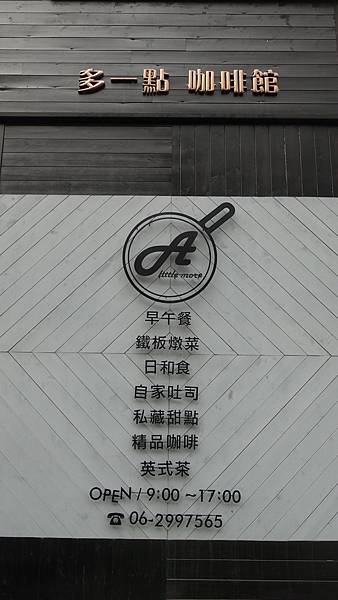 多一點 咖啡館
A
little more
早午餐
鐵板燉菜
日和食
自家吐司
私藏甜點
精品咖啡
英式茶
OPEN / 9:00 ~17:00
☎ 06-2997565